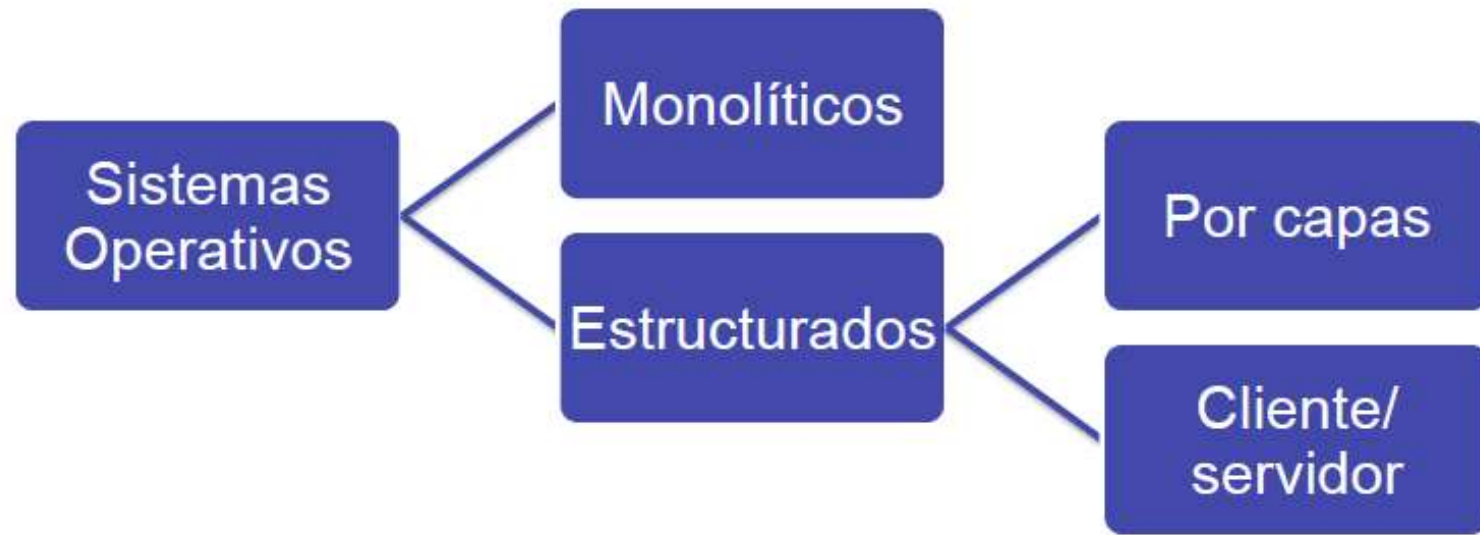 Sistemas
Operativos
Monolíticos
Estructurados
Por capas
Cliente/
servidor